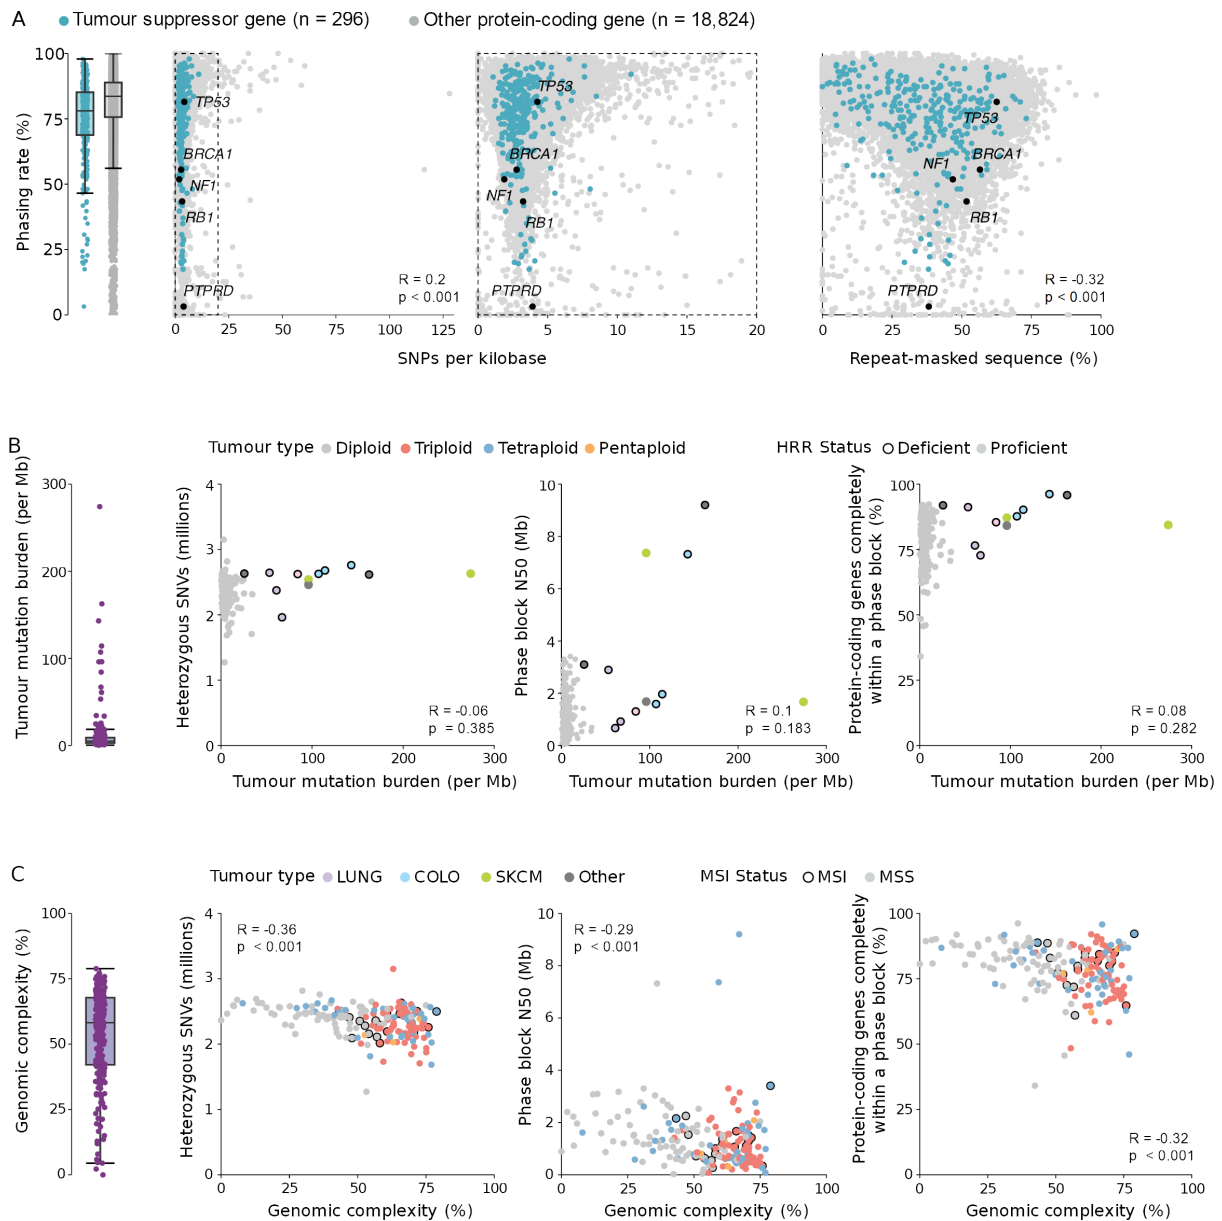 A
Tumour suppressor gene (n = 296)
Other protein-coding gene (n = 18,824)
Phasing rate (%)
100
75
50
25
0
TP53
BRCA1
NF1
RB1
PTPRD
R = 0.2
p < 0.001
0 25 50 75 100 125
TP53
BRCA1
NF1
RB1
PTPRD
0 5 10 15 20
SNPs per kilobase
TP53
NF1
BRCA1
RB1
PTPRD
R = -0.32
p < 0.001
0 25 50 75 100
Repeat-masked sequence (%)
B
Tumour type Diploid Triploid Tetraploid Pentaploid
HRR Status Deficient Proficient
Tumour mutation burden (per Mb)
300
200
100
0
Heterozygous SNVs (millions)
4
3
2
1
0
R = -0.06
p = 0.385
0 100 200 300
Tumour mutation burden (per Mb)
Phase block N50 (Mb)
10
8
6
4
2
0
R = 0.1
p = 0.183
0 100 200 300
Tumour mutation burden (per Mb)
Protein-coding genes completely
within a phase block (%)
100
75
50
25
0
R = 0.08
p = 0.282
0 100 200 300
Tumour mutation burden (per Mb)
C
Tumour type LUNG COLO SKCM Other
MSI Status MSI MSS
Genomic complexity (%)
100
75
50
25
0
Heterozygous SNVs (millions)
4
3
2
1
0
R = -0.36
p < 0.001
0 25 50 75 100
Genomic complexity (%)
Phase block N50 (Mb)
10
8
6
4
2
0
R = -0.29
p < 0.001
0 25 50 75 100
Genomic complexity (%)
Protein-coding genes completely
within a phase block (%)
100
75
50
25
0
R = -0.32
p < 0.001
0 25 50 75 100
Genomic complexity (%)